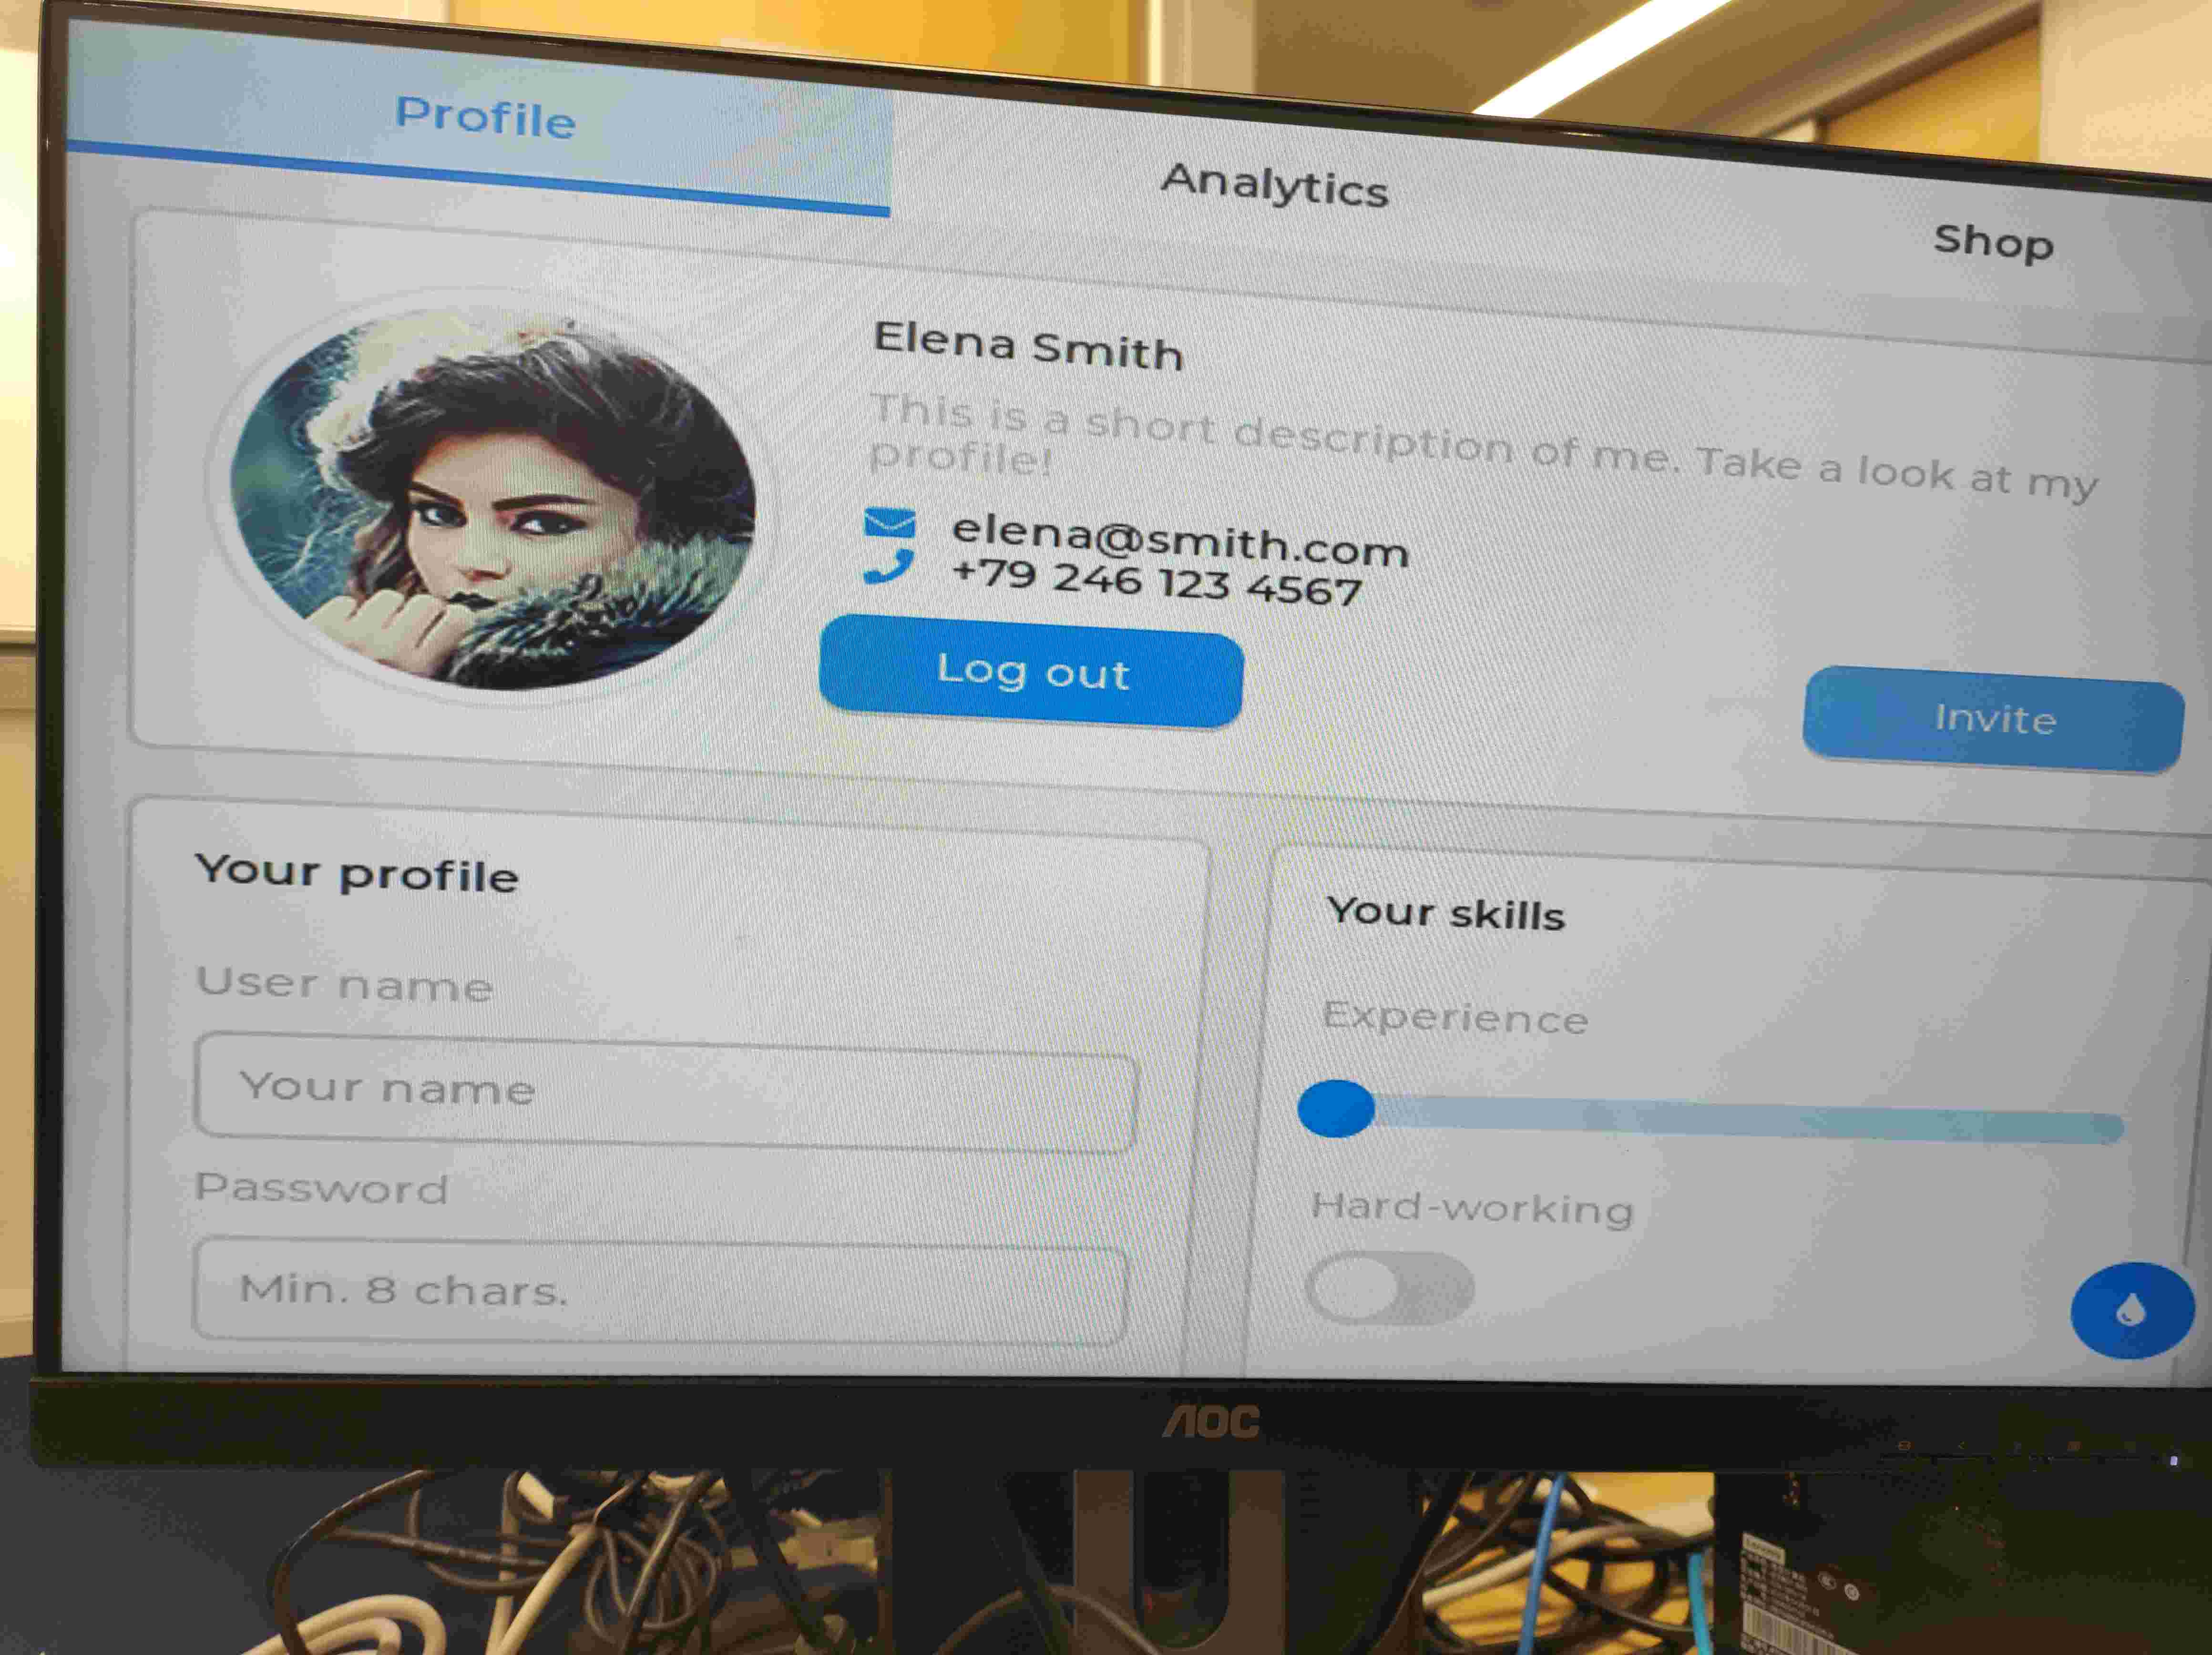 Profile
Analytics
Shop
Elena Smith
This is a short description of me. Take a look at my
profile!
elena@smith.com
+79 246 123 4567
Log out
Invite
Your profile
User name
Your name
Password
Min. 8 chars.
Your skills
Experience
Hard-working
AOC
Lenovo